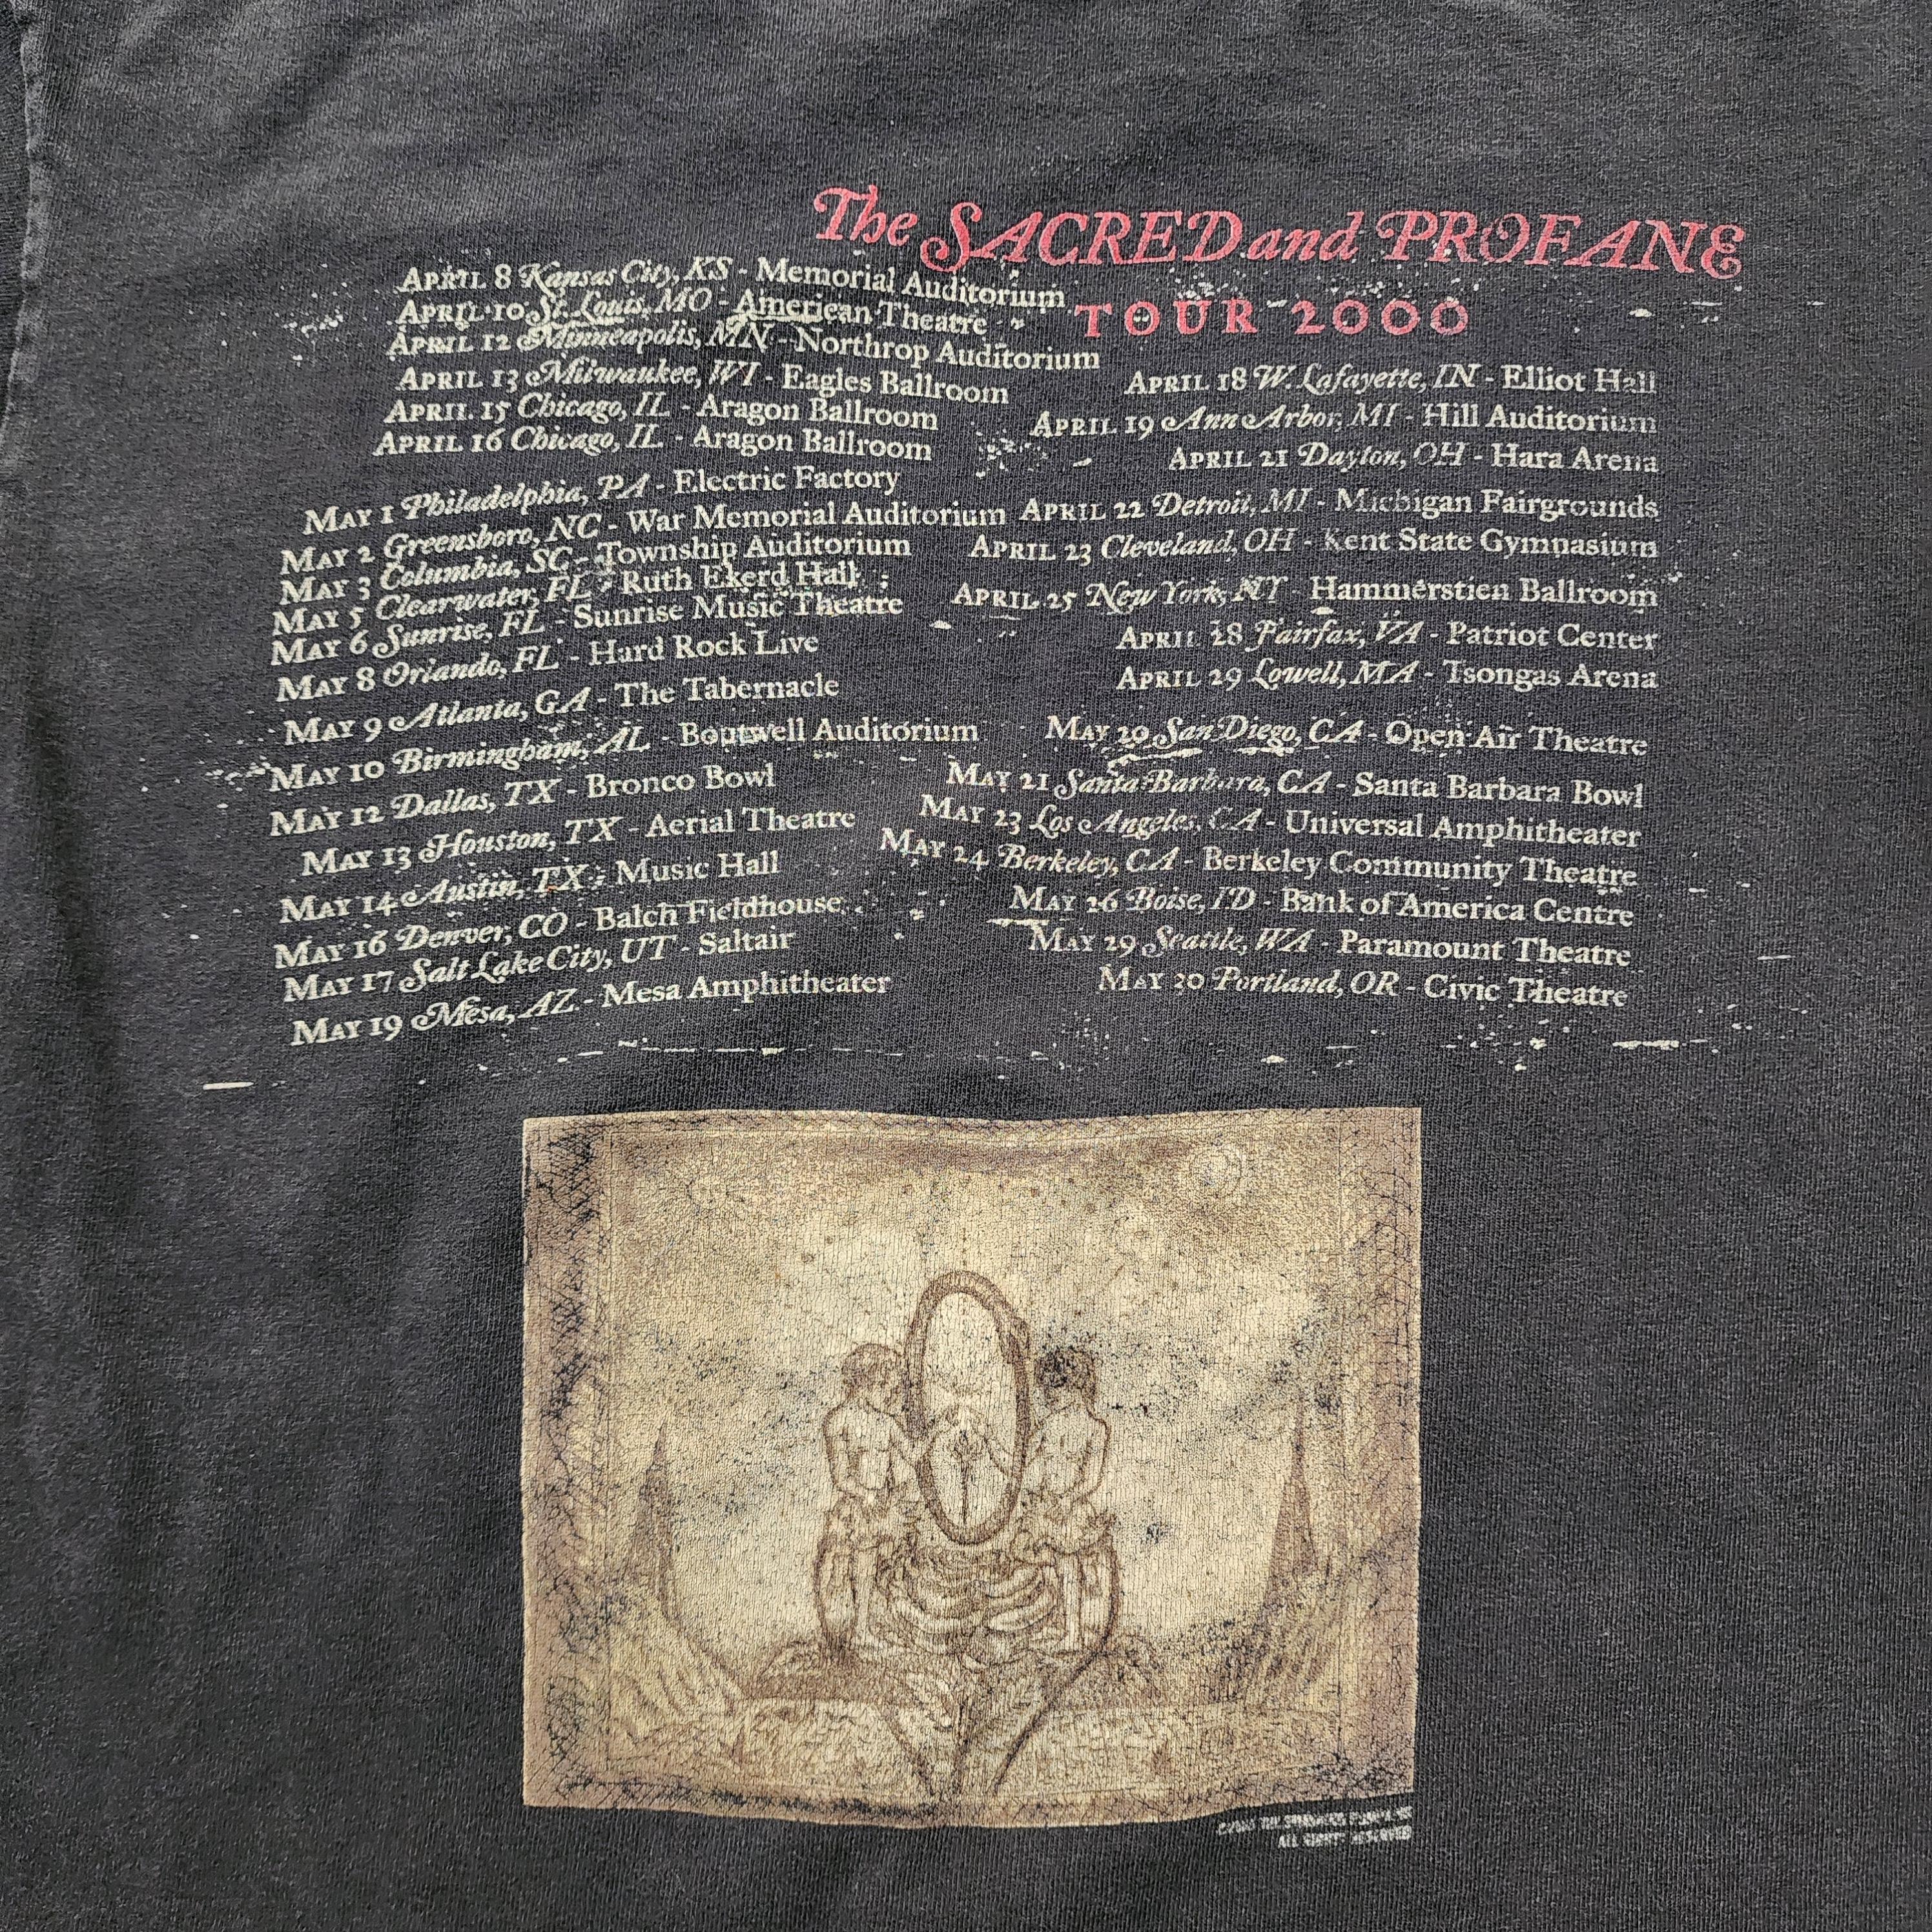 The SACRED and PROFANE
TOUR 2000
APRIL 8 Kansas City, KS - Memorial Auditorium
APRIL 10 St. Louis, MO - American Theatre
APRIL 12 Minneapolis, MN - Northrop Auditorium
APRIL 13 Milwaukee, WI - Eagles Ballroom
APRIL 15 Chicago, IL - Aragon Ballroom
APRIL 16 Chicago, IL - Aragon Ballroom
MAY 1 Philadelphia, PA - Electric Factory
MAY 2 Greensboro, NC - War Memorial Auditorium
MAY 3 Columbia, SC - Township Auditorium
MAY 5 Clearwater, FL - Ruth Ekerd Hall
MAY 6 Sunrise, FL - Sunrise Music Theatre
MAY 8 Orlando, FL - Hard Rock Live
MAY 9 Atlanta, GA - The Tabernacle
MAY 10 Birmingham, AL - Boutwell Auditorium
MAY 12 Dallas, TX - Bronco Bowl
MAY 13 Houston, TX - Aerial Theatre
MAY 14 Austin, TX - Music Hall
MAY 16 Denver, CO - Balch Fieldhouse
MAY 17 Salt Lake City, UT - Saltair
MAY 19 Mesa, AZ - Mesa Amphitheater
APRIL 18 W. Lafayette, IN - Elliot Hall
APRIL 19 Ann Arbor, MI - Hill Auditorium
APRIL 21 Dayton, OH - Hara Arena
APRIL 22 Detroit, MI - Michigan Fairgrounds
APRIL 23 Cleveland, OH - Kent State Gymnasium
APRIL 25 New York, NY - Hammerstien Ballroom
APRIL 28 Fairfax, VA - Patriot Center
APRIL 29 Lowell, MA - Tsongas Arena
MAY 20 San Diego, CA - Open Air Theatre
MAY 21 Santa Barbara, CA - Santa Barbara Bowl
MAY 23 Los Angeles, CA - Universal Amphitheater
MAY 24 Berkeley, CA - Berkeley Community Theatre
MAY 26 Boise, ID - Bank of America Centre
MAY 29 Seattle, WA - Paramount Theatre
MAY 30 Portland, OR - Civic Theatre
ALL RIGHTS RESERVED